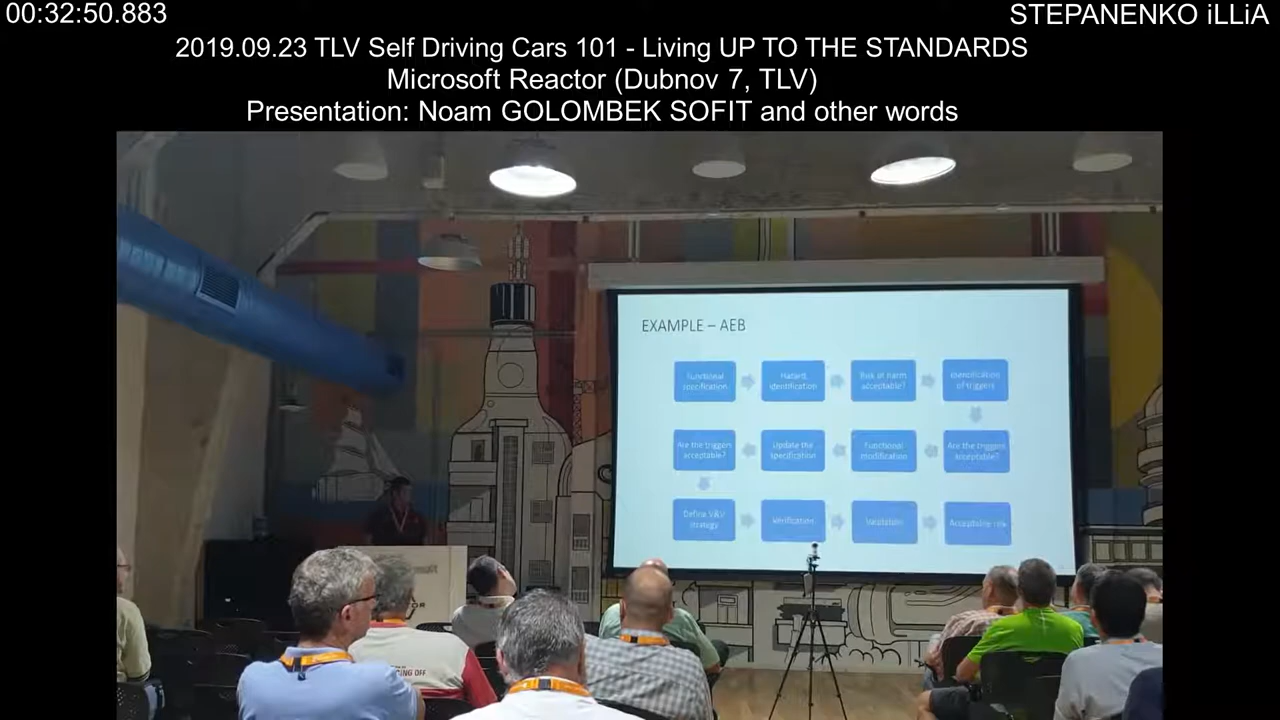 00:32:50.883
STEPANENKO iLLiA
2019.09.23 TLV Self Driving Cars 101 - Living UP TO THE STANDARDS
Microsoft Reactor (Dubnov 7, TLV)
Presentation: Noam GOLOMBEK SOFIT and other words
EXAMPLE – AEB
Functional
specification
Hazard
identification
Risk of harm
acceptable?
Identification
of triggers
Are the triggers
acceptable?
Update the
specification
Functional
modification
Are the triggers
acceptable?
Define V&V
strategy
Verification
Validation
Acceptable risk